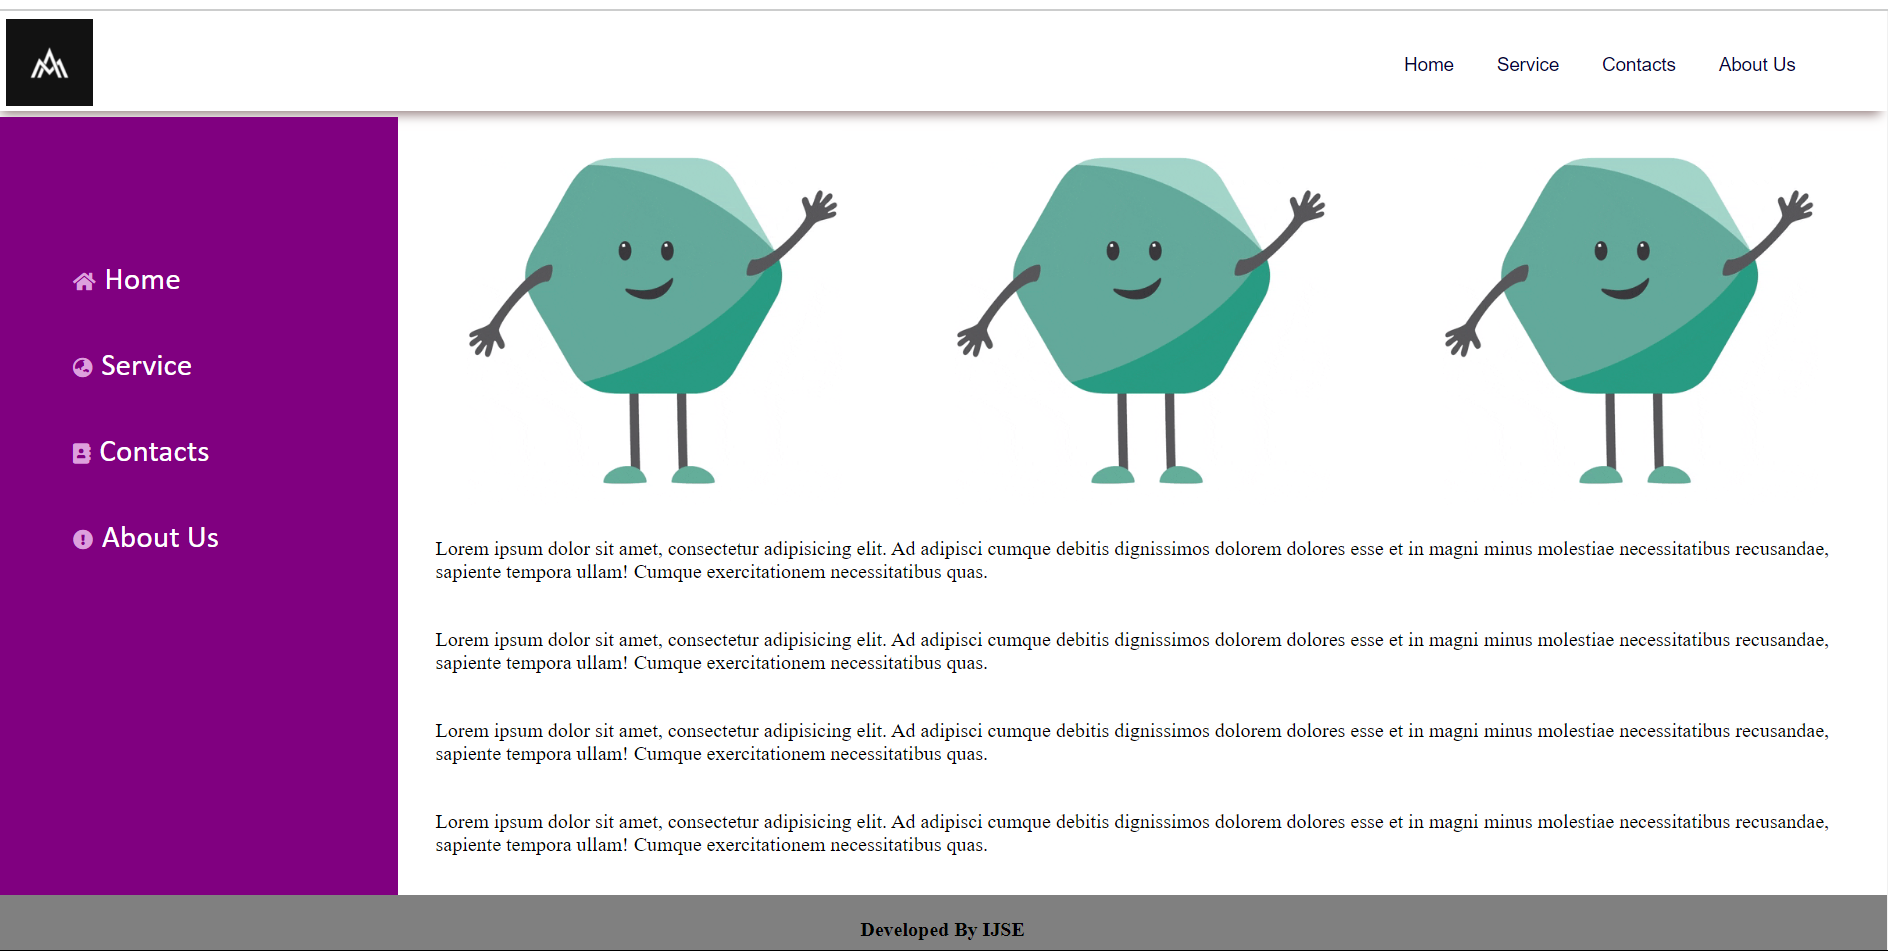 Home Service Contacts About Us
Home
Service
Contacts
About Us
Lorem ipsum dolor sit amet, consectetur adipisicing elit. Ad adipisci cumque debitis dignissimos dolorem dolores esse et in magni minus molestiae necessitatibus recusandae,
sapiente tempora ullam! Cumque exercitationem necessitatibus quas.
Lorem ipsum dolor sit amet, consectetur adipisicing elit. Ad adipisci cumque debitis dignissimos dolorem dolores esse et in magni minus molestiae necessitatibus recusandae,
sapiente tempora ullam! Cumque exercitationem necessitatibus quas.
Lorem ipsum dolor sit amet, consectetur adipisicing elit. Ad adipisci cumque debitis dignissimos dolorem dolores esse et in magni minus molestiae necessitatibus recusandae,
sapiente tempora ullam! Cumque exercitationem necessitatibus quas.
Lorem ipsum dolor sit amet, consectetur adipisicing elit. Ad adipisci cumque debitis dignissimos dolorem dolores esse et in magni minus molestiae necessitatibus recusandae,
sapiente tempora ullam! Cumque exercitationem necessitatibus quas.
Developed By IJSE